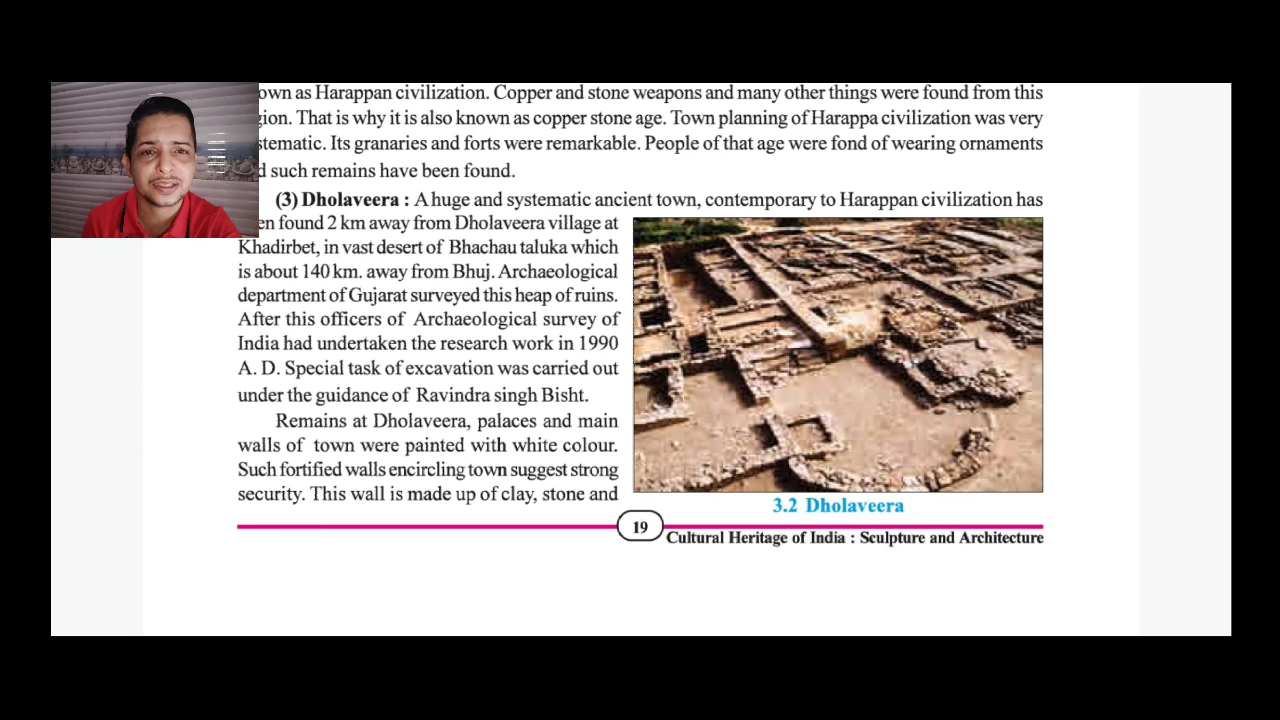 own as Harappan civilization. Copper and stone weapons and many other things were found from this
gion. That is why it is also known as copper stone age. Town planning of Harappa civilization was very
stematic. Its granaries and forts were remarkable. People of that age were fond of wearing ornaments
d such remains have been found.
(3) Dholaveera : A huge and systematic ancient town, contemporary to Harappan civilization has
en found 2 km away from Dholaveera village at
Khadirbet, in vast desert of Bhachau taluka which
is about 140 km. away from Bhuj. Archaeological
department of Gujarat surveyed this heap of ruins.
After this officers of Archaeological survey of
India had undertaken the research work in 1990
A. D. Special task of excavation was carried out
under the guidance of Ravindra singh Bisht.
Remains at Dholaveera, palaces and main
walls of town were painted with white colour.
Such fortified walls encircling town suggest strong
security. This wall is made up of clay, stone and
3.2 Dholaveera
19
Cultural Heritage of India : Sculpture and Architecture